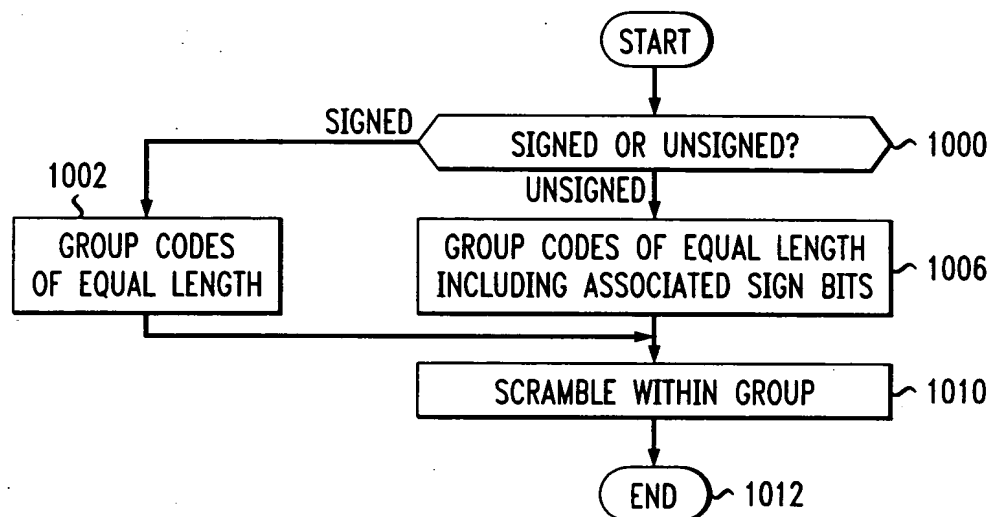 START
SIGNED
SIGNED OR UNSIGNED?
1000
1002
UNSIGNED
GROUP CODES
OF EQUAL LENGTH
GROUP CODES OF EQUAL LENGTH
INCLUDING ASSOCIATED SIGN BITS
1006
SCRAMBLE WITHIN GROUP
1010
END
1012